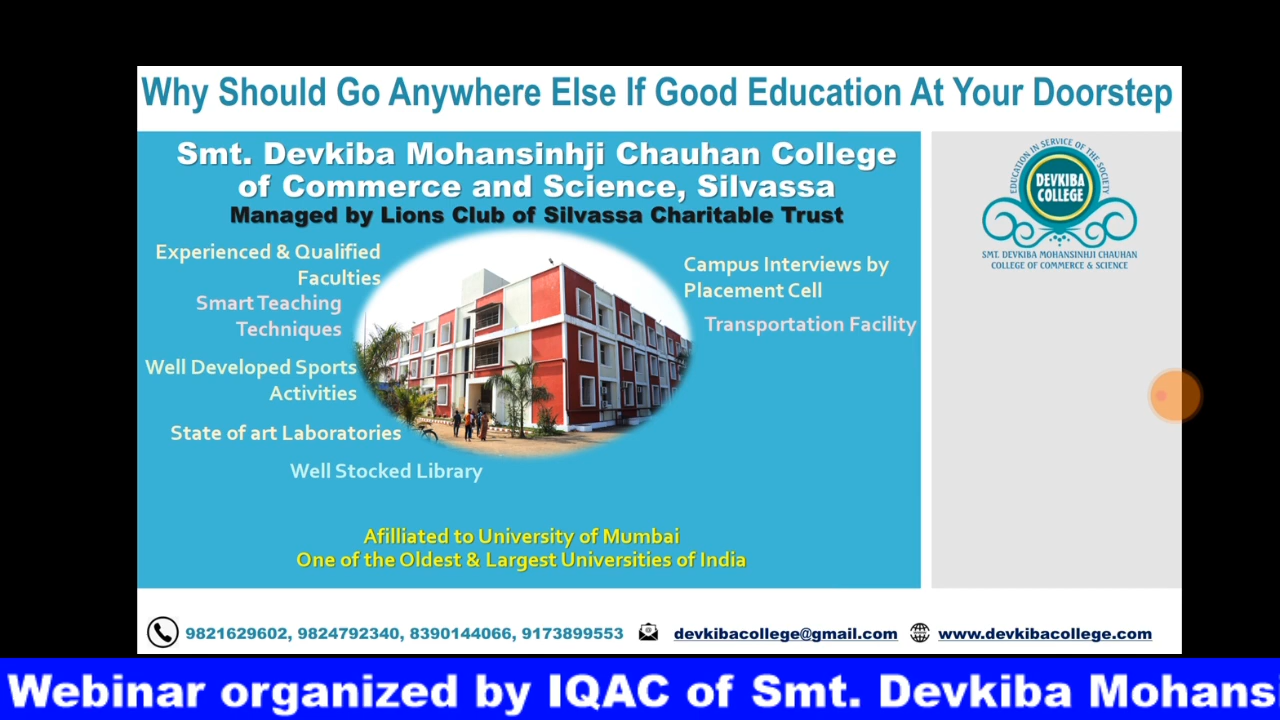 Why Should Go Anywhere Else If Good Education At Your Doorstep
Smt. Devkiba Mohansinhji Chauhan College
of Commerce and Science, Silvassa
Managed by Lions Club of Silvassa Charitable Trust
Experienced & Qualified
Faculties
Smart Teaching
Techniques
Well Developed Sports
Activities
State of art Laboratories
Well Stocked Library
Campus Interviews by
Placement Cell
Transportation Facility
Afilliated to University of Mumbai
One of the Oldest & Largest Universities of India
EDUCATION IN SERVICE OF THE SOCIETY
DEVKIBA
COLLEGE
SMT. DEVKIBA MOHANSINHJI CHAUHAN
COLLEGE OF COMMERCE & SCIENCE
9821629602, 9824792340, 8390144066, 9173899553
devkibacollege@gmail.com
www.devkibacollege.com
Webinar organized by IQAC of Smt. Devkiba Mohans